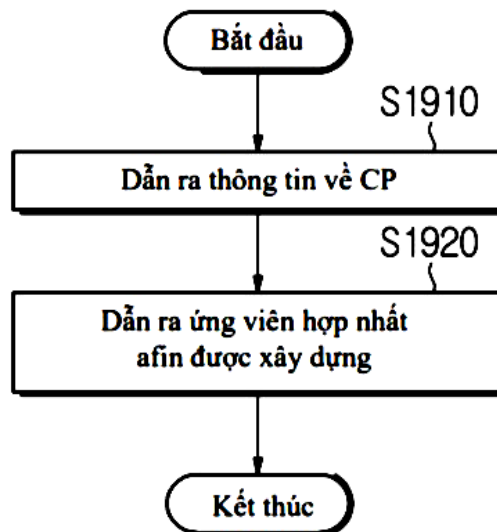 Bắt đầu
S1910
Dẫn ra thông tin về CP
S1920
Dẫn ra ứng viên hợp nhất
afin được xây dựng
Kết thúc